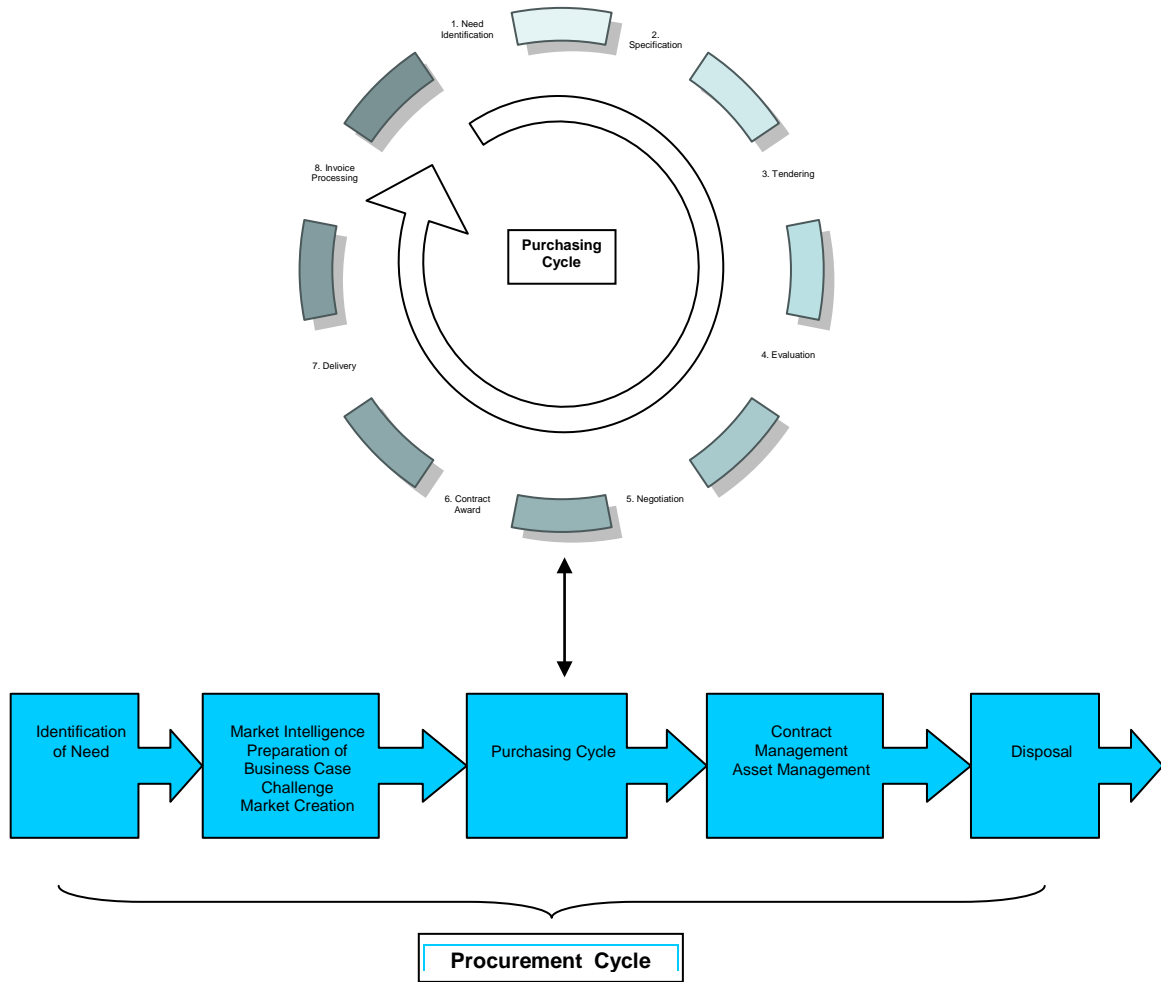 1. Need
Identification
2.
Specification
3. Tendering
4. Evaluation
5. Negotiation
6. Contract
Award
7. Delivery
8. Invoice
Processing
Purchasing
Cycle
Identification
of Need
Market Intelligence
Preparation of
Business Case
Challenge
Market Creation
Purchasing Cycle
Contract
Management
Asset Management
Disposal
Procurement Cycle